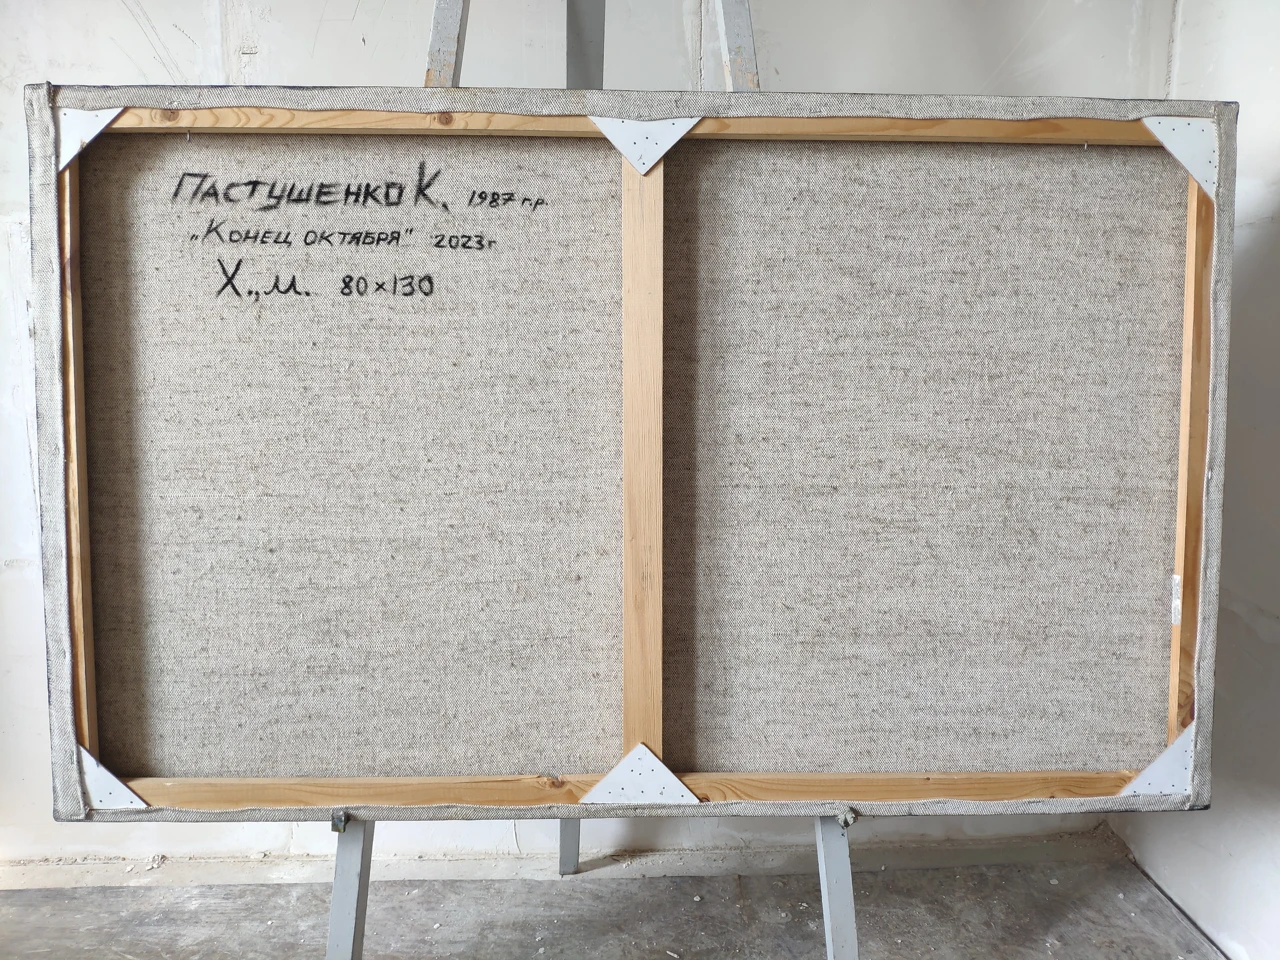 ПАСТУШЕНКО К. 1987 г.р.
„Конец октября" 2023г
Х.,м. 80×130